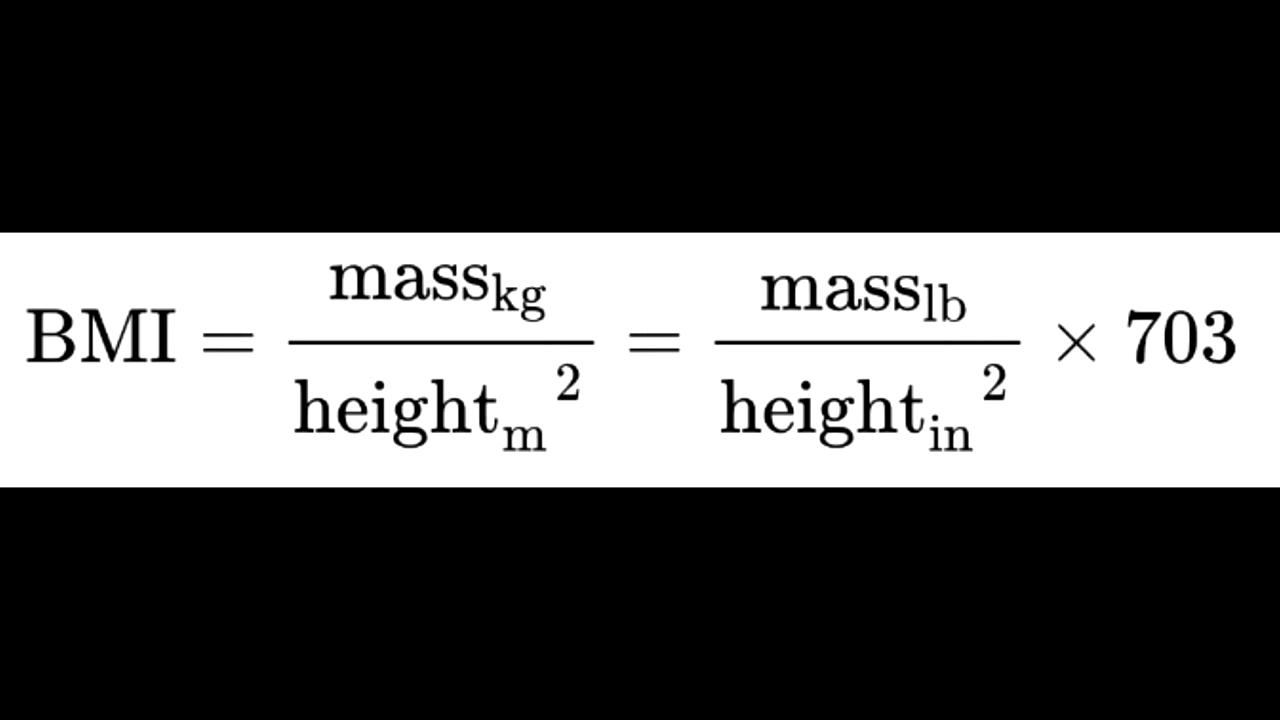 BMI = mass_kg / height_m ² = mass_lb / height_in ² × 703